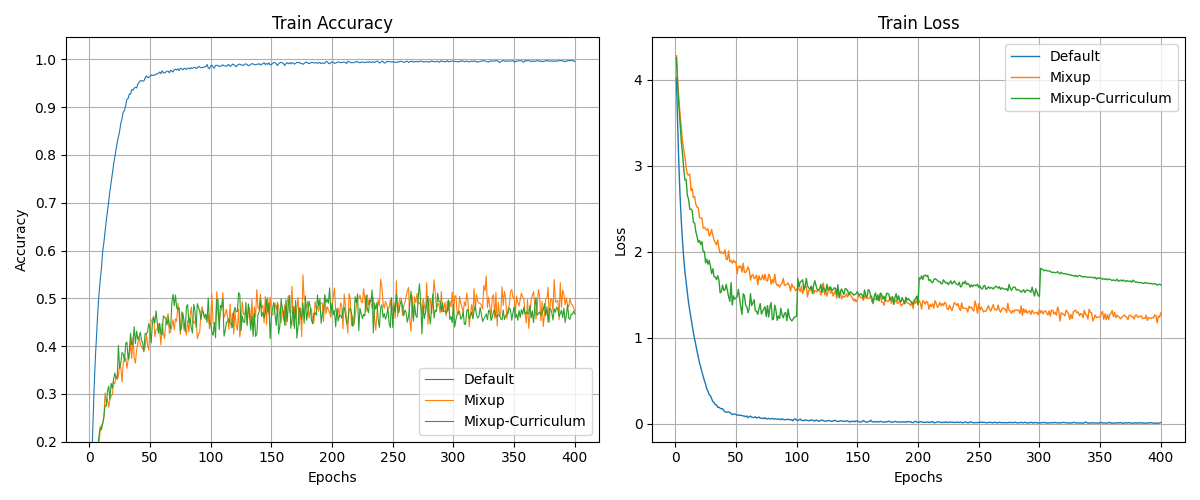 Train Accuracy
1.0
0.9
0.8
0.7
0.6
0.5
0.4
0.3
0.2
Accuracy
Default
Mixup
Mixup-Curriculum
0 50 100 150 200 250 300 350 400
Epochs
Train Loss
4
3
2
1
0
Loss
Default
Mixup
Mixup-Curriculum
0 50 100 150 200 250 300 350 400
Epochs